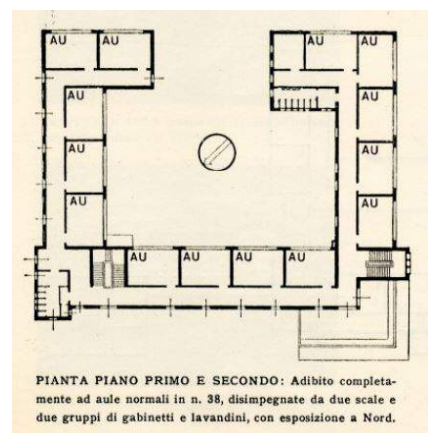 AU AU AU AU
AU AU
AU AU
AU AU
AU AU AU AU
PIANTA PIANO PRIMO E SECONDO: Adibito completa-
mente ad aule normali in n. 38, disimpegnate da due scale e
due gruppi di gabinetti e lavandini, con esposizione a Nord.